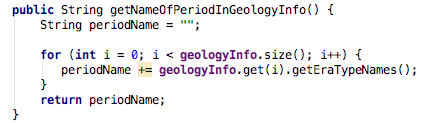 public String getNameOfPeriodInGeologyInfo() {
    String periodName = "";

    for (int i = 0; i < geologyInfo.size(); i++) {
        periodName += geologyInfo.get(i).getEraTypeNames();
    }
    return periodName;
}